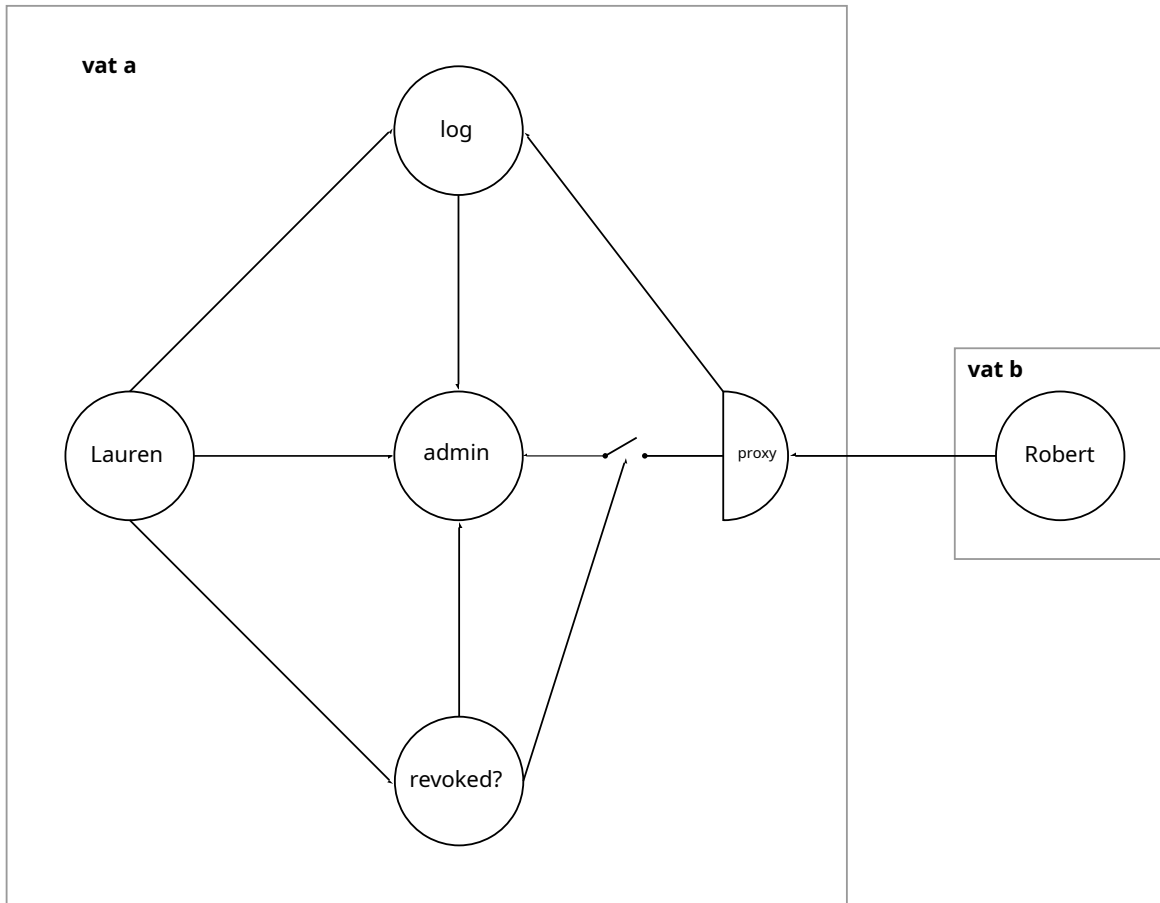 vat a
log
vat b
Lauren
admin
proxy
Robert
revoked?